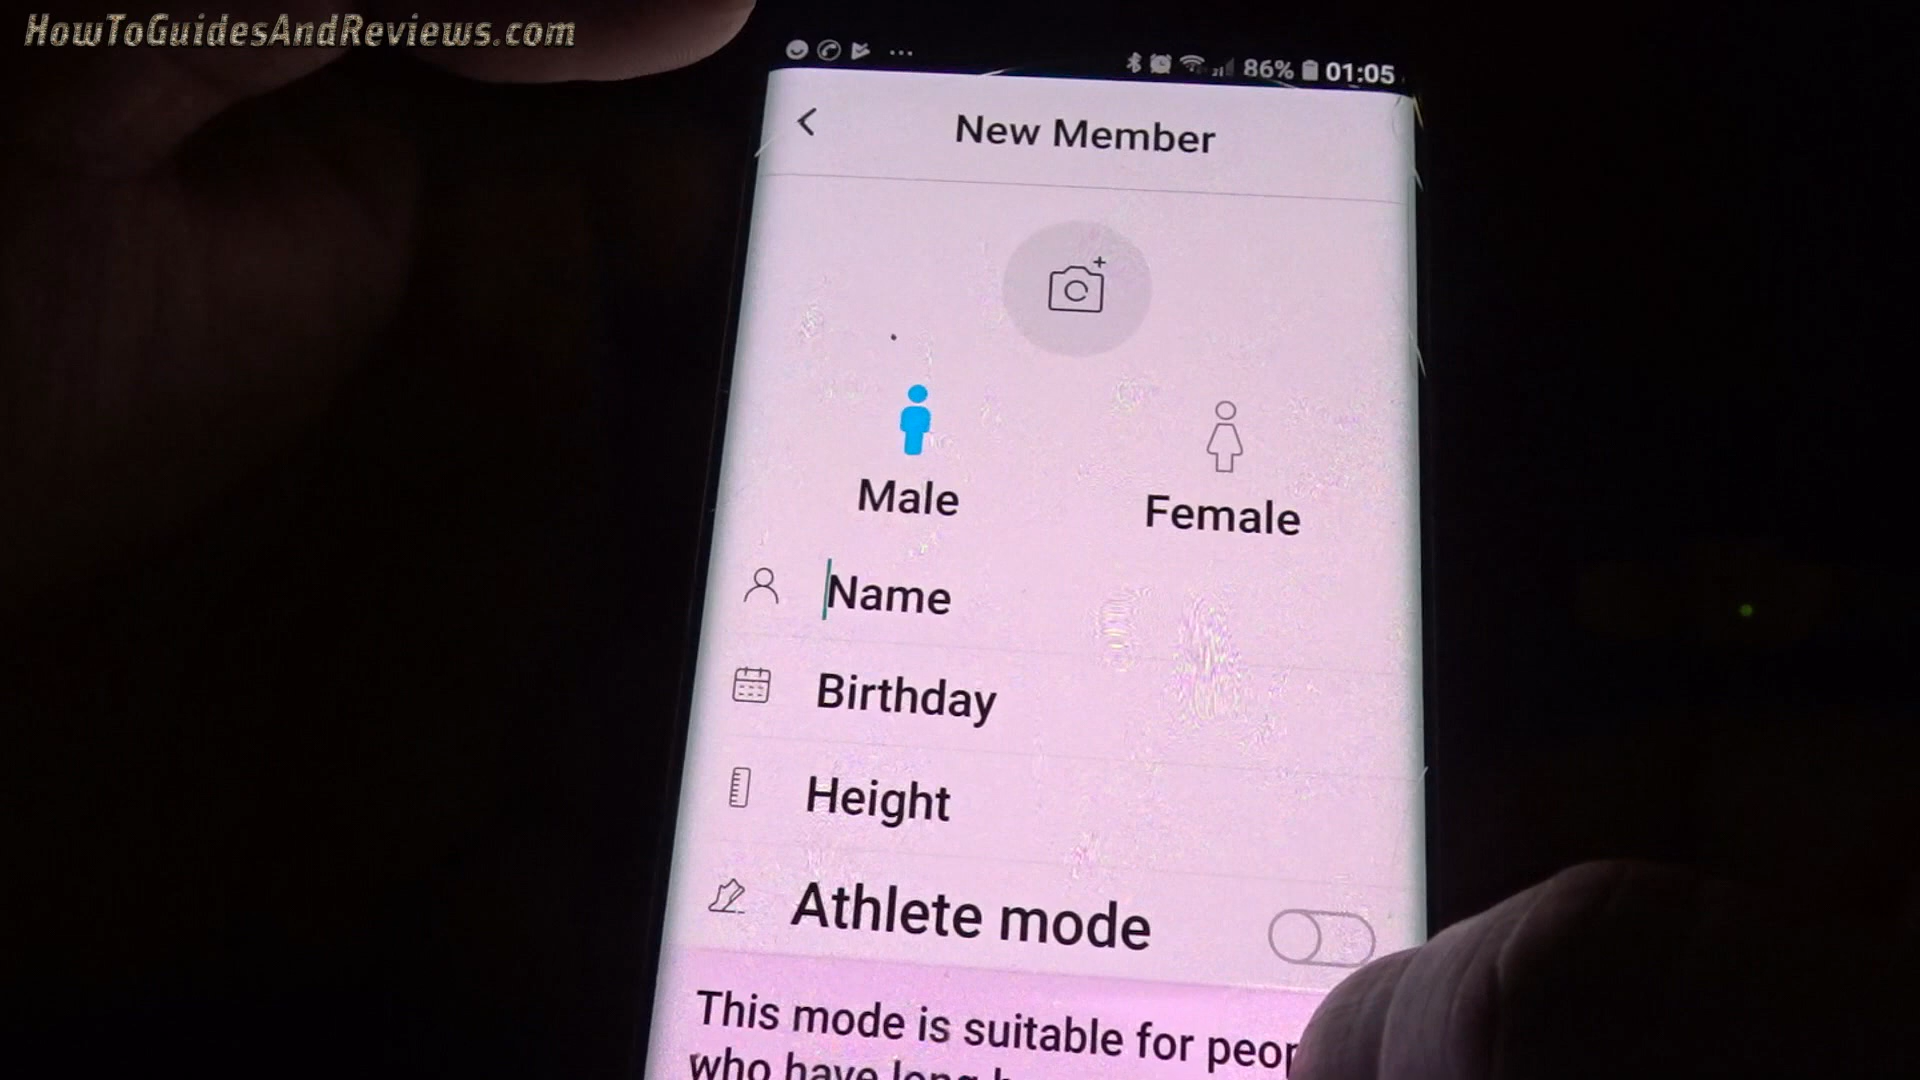 HowToGuidesAndReviews.com
86% 01:05
New Member
Male Female
Name
Birthday
Height
Athlete mode
This mode is suitable for
who have long